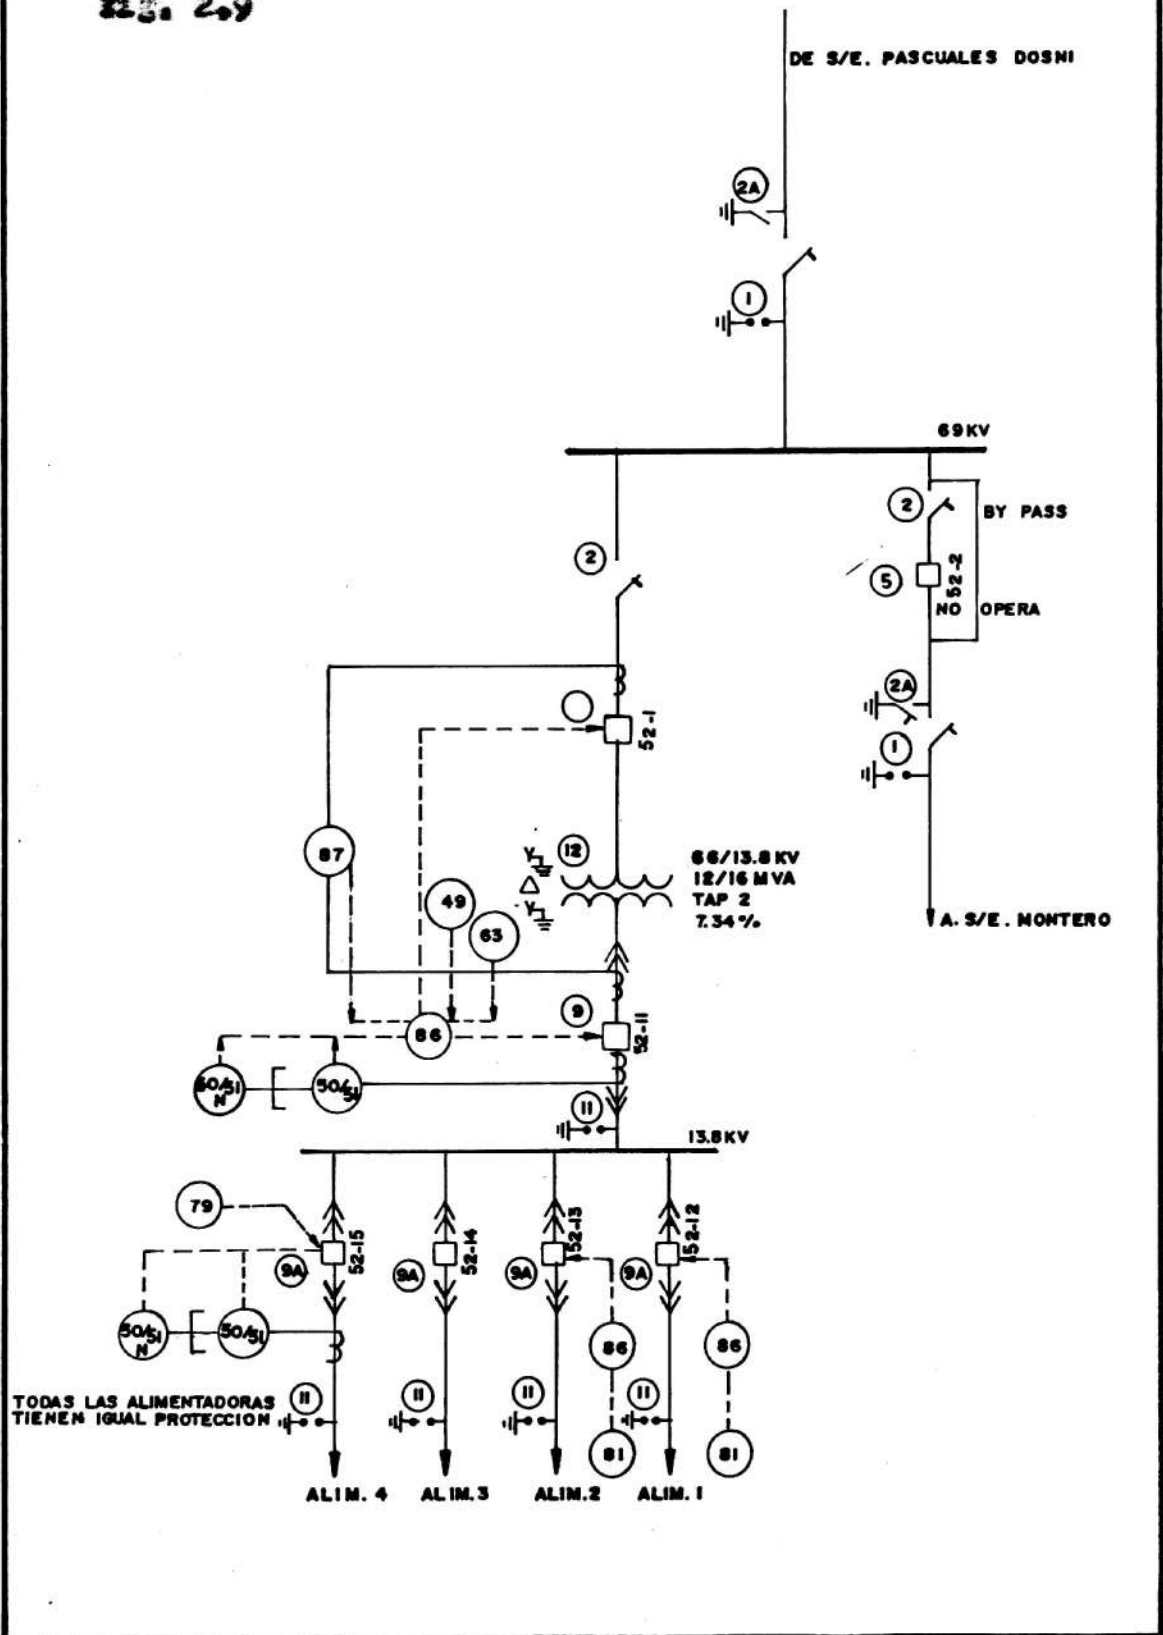 Fig. 2.9
DE S/E. PASCUALES DOSNI
2A
1
69KV
2
BY PASS
2
5
52-2
NO OPERA
2A
52-1
1
87
12
66/13.8 KV
12/16 MVA
TAP 2
7.34%
49
63
A. S/E. MONTERO
9
86
52-11
50/51
N
50/51
11
13.8KV
79
52-15
52-14
52-13
52-12
9A
9A
9A
9A
50/51
N
50/51
86
86
TODAS LAS ALIMENTADORAS
TIENEN IGUAL PROTECCION
11
11
11
11
81
81
ALIM. 4
ALIM. 3
ALIM. 2
ALIM. 1